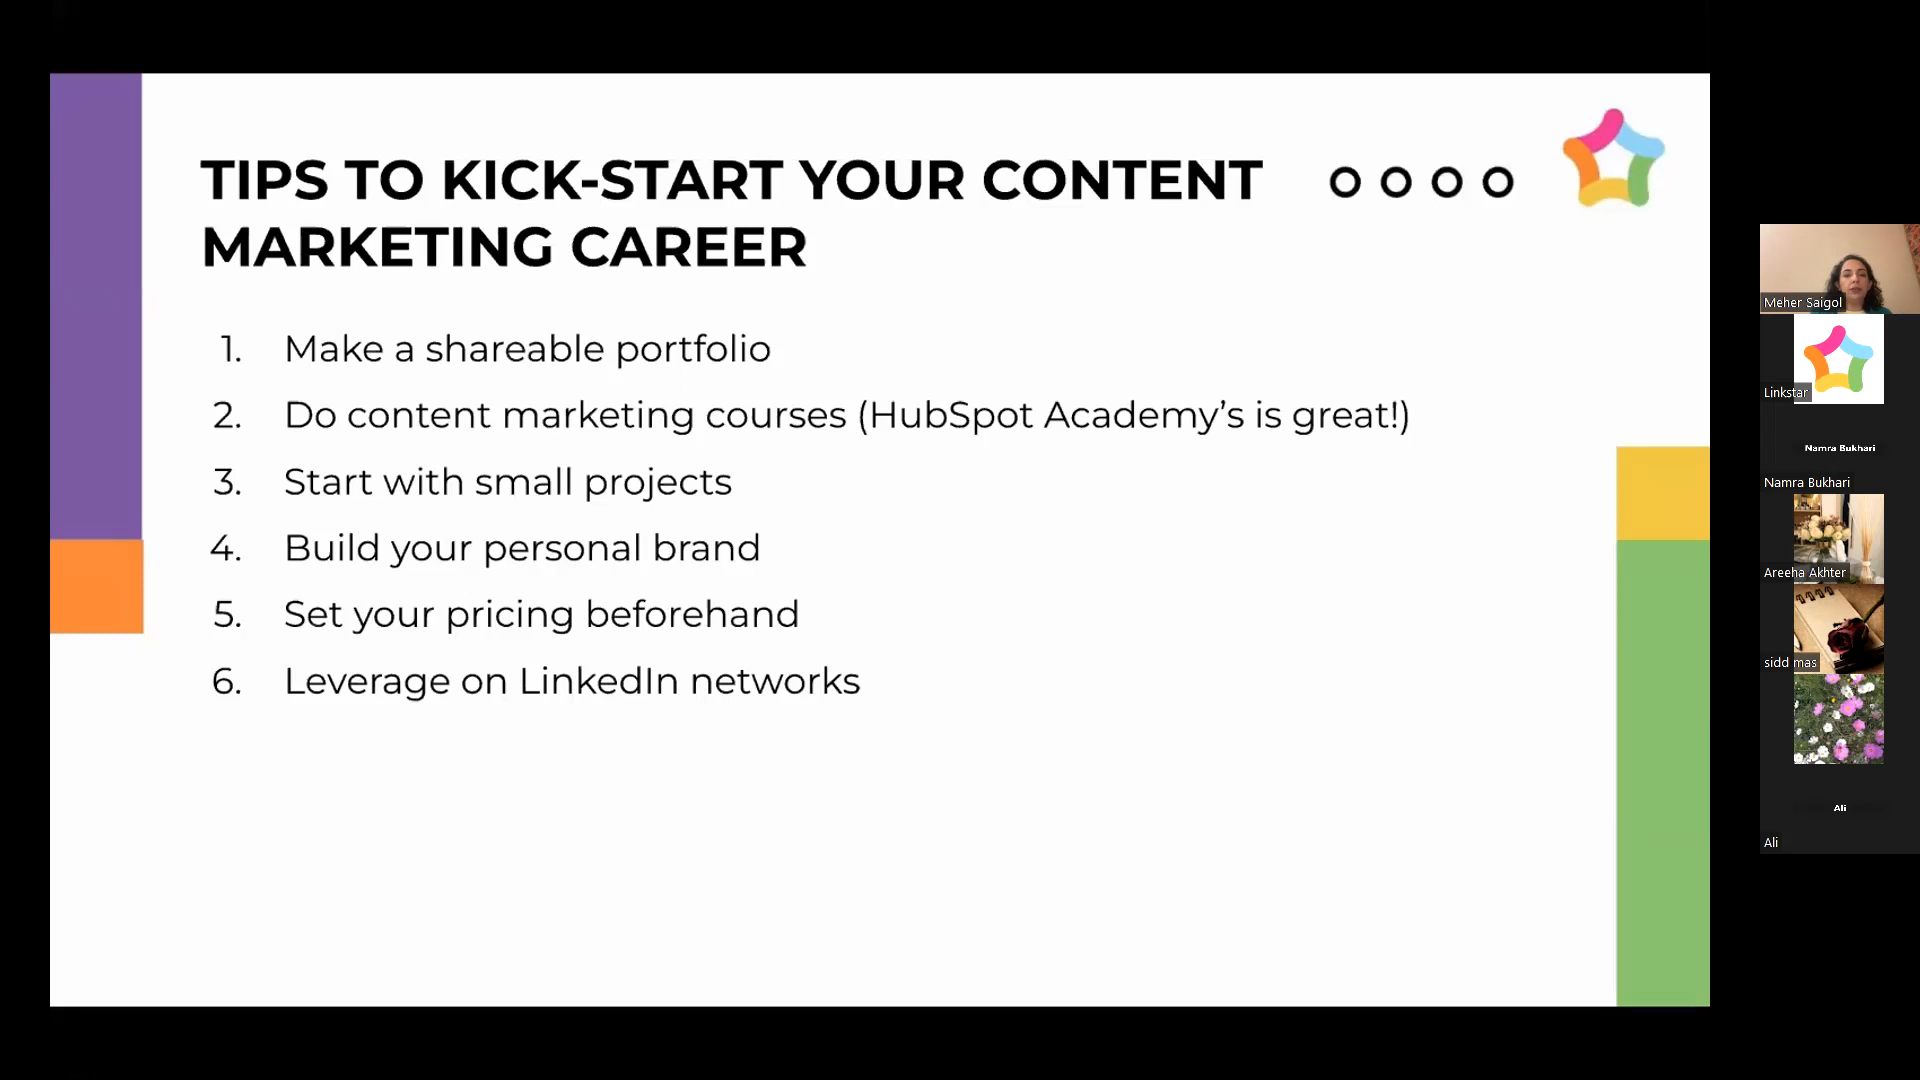 TIPS TO KICK-START YOUR CONTENT
MARKETING CAREER
1. Make a shareable portfolio
2. Do content marketing courses (HubSpot Academy’s is great!)
3. Start with small projects
4. Build your personal brand
5. Set your pricing beforehand
6. Leverage on LinkedIn networks
Meher Saigol
Linkstar
Namra Bukhari
Namra Bukhari
Areeha Akhter
sidd mas
Ali
Ali